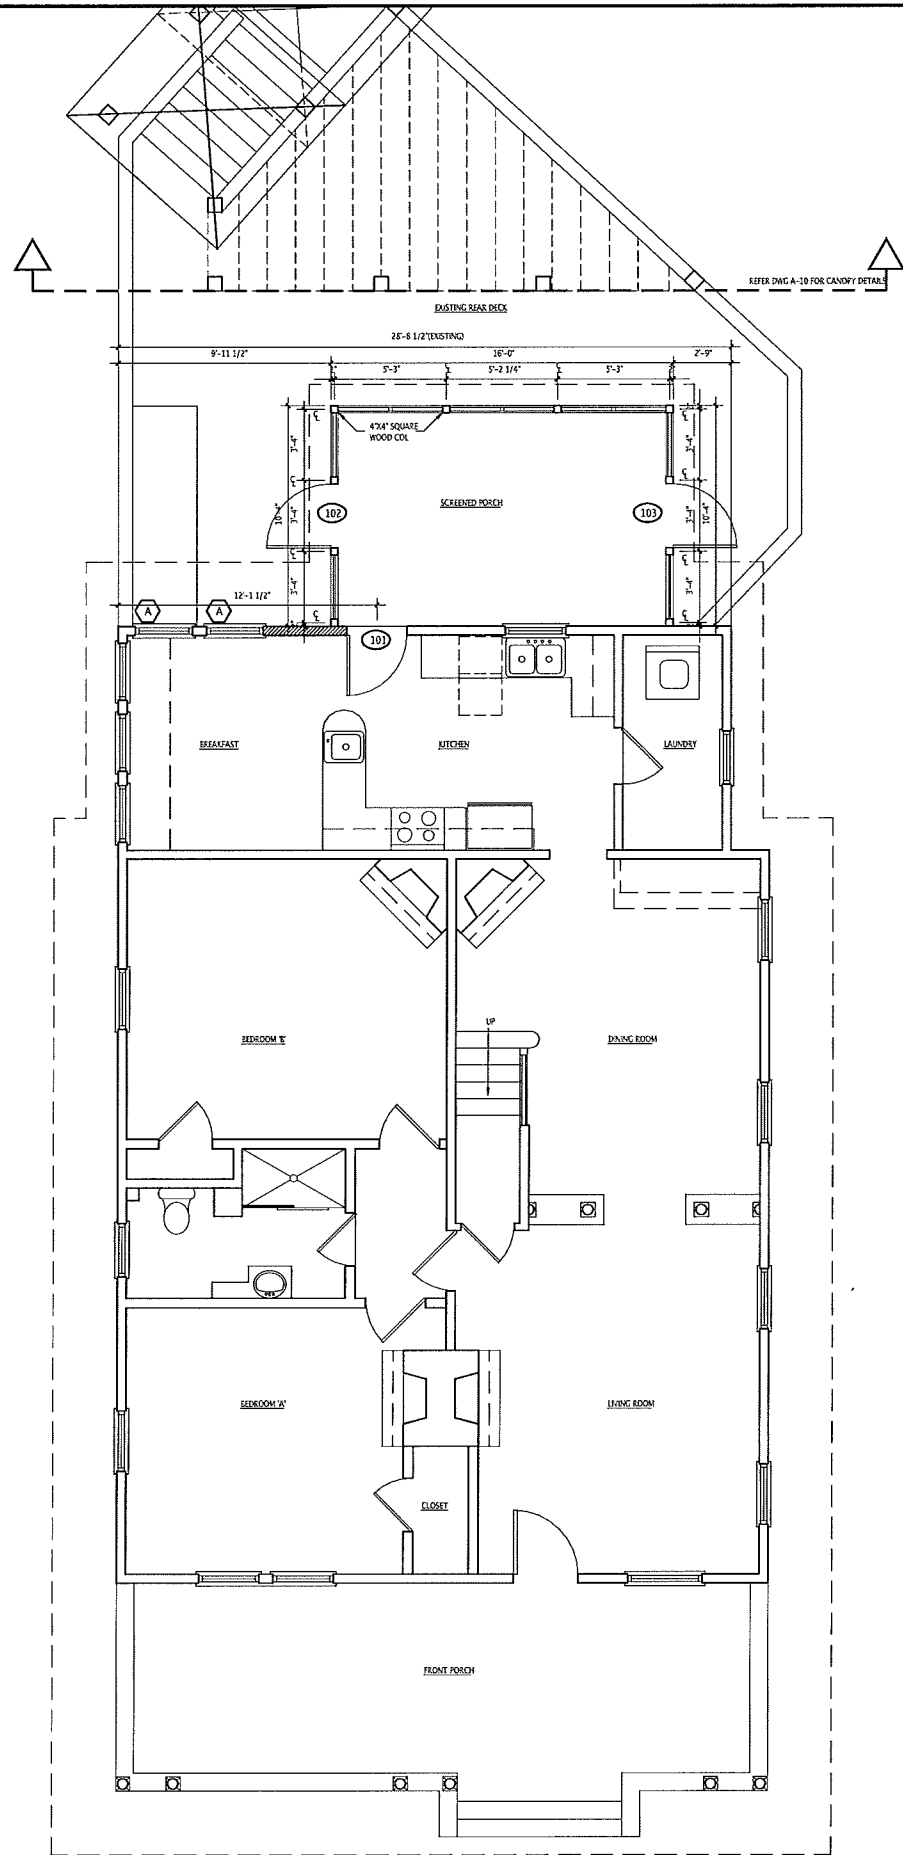 REFER DWG A-10 FOR CANOPY DETAILS
EXISTING REAR DECK
28'-8 1/2"(EXISTING)
9'-11 1/2"
16'-0"
2'-9"
5'-3"
5'-2 1/4"
5'-3"
4"X4" SQUARE
WOOD COL
3'-4"
3'-4"
SCREENED PORCH
102
103
10'-4"
3'-4"
3'-4"
10'-4"
3'-4"
3'-4"
12'-1 1/2"
A
A
101
BREAKFAST
KITCHEN
LAUNDRY
UP
BEDROOM 'B'
DINING ROOM
BEDROOM 'A'
LIVING ROOM
CLOSET
FRONT PORCH